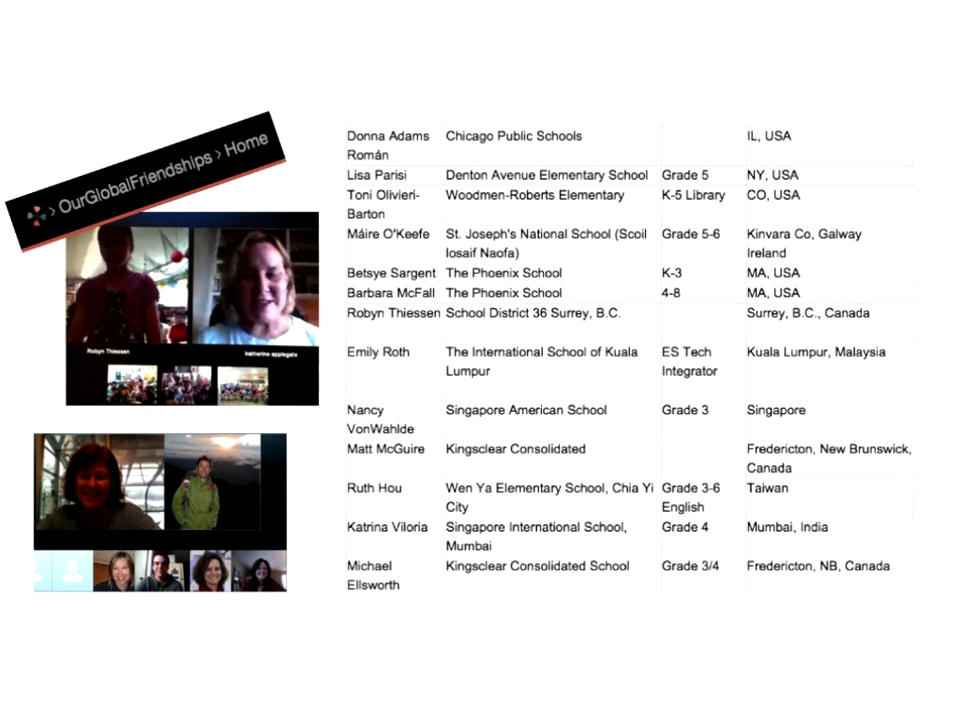 > OurGlobalFriendships > Home
Robyn Thiessen
katherine applegate
Donna Adams Román Chicago Public Schools IL, USA
Lisa Parisi Denton Avenue Elementary School Grade 5 NY, USA
Toni Olivieri-Barton Woodmen-Roberts Elementary K-5 Library CO, USA
Máire O'Keefe St. Joseph's National School (Scoil Iosaif Naofa) Grade 5-6 Kinvara Co, Galway Ireland
Betsye Sargent The Phoenix School K-3 MA, USA
Barbara McFall The Phoenix School 4-8 MA, USA
Robyn Thiessen School District 36 Surrey, B.C. Surrey, B.C., Canada
Emily Roth The International School of Kuala Lumpur ES Tech Integrator Kuala Lumpur, Malaysia
Nancy VonWahlde Singapore American School Grade 3 Singapore
Matt McGuire Kingsclear Consolidated Fredericton, New Brunswick, Canada
Ruth Hou Wen Ya Elementary School, Chia Yi City Grade 3-6 English Taiwan
Katrina Viloria Singapore International School, Mumbai Grade 4 Mumbai, India
Michael Ellsworth Kingsclear Consolidated School Grade 3/4 Fredericton, NB, Canada